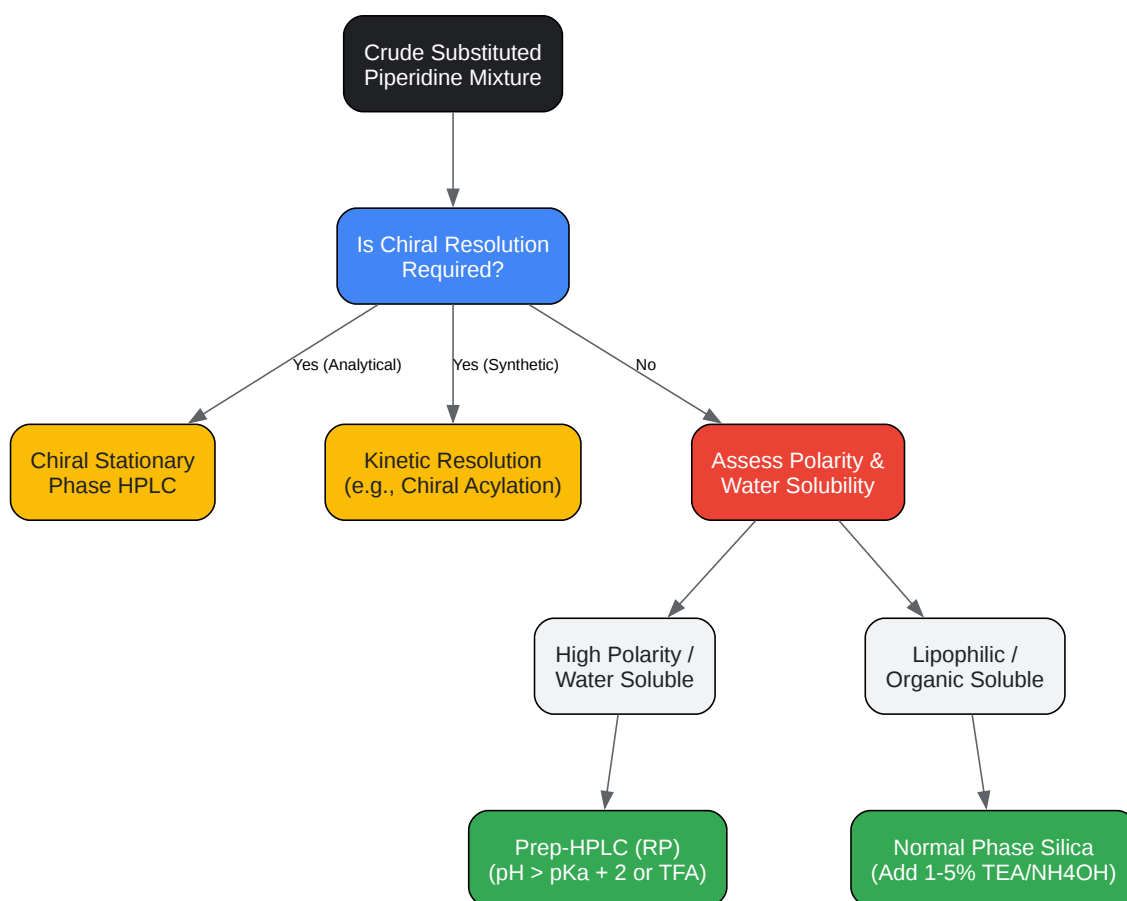 Crude Substituted
Piperidine Mixture
Is Chiral Resolution
Required?
Yes (Analytical)
Yes (Synthetic)
No
Chiral Stationary
Phase HPLC
Kinetic Resolution
(e.g., Chiral Acylation)
Assess Polarity &
Water Solubility
High Polarity /
Water Soluble
Lipophilic /
Organic Soluble
Prep-HPLC (RP)
(pH > pKa + 2 or TFA)
Normal Phase Silica
(Add 1-5% TEA/NH4OH)